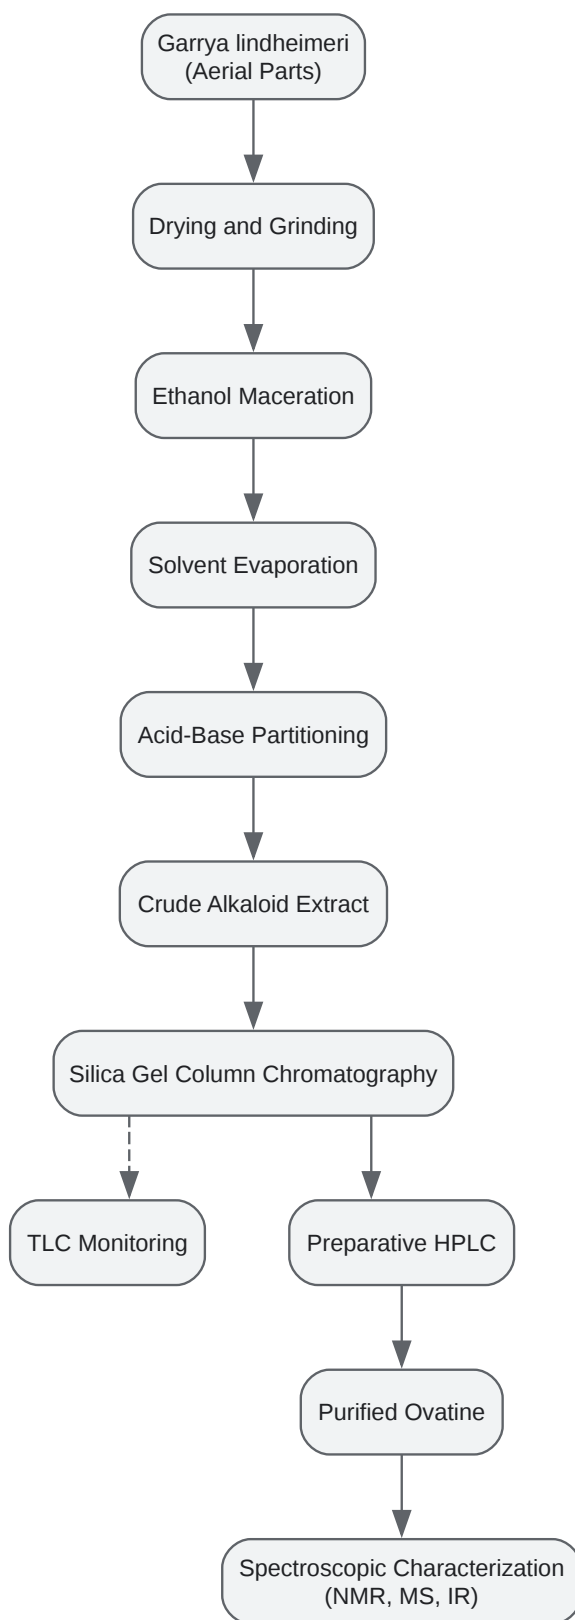 Garrya lindheimeri
(Aerial Parts)
Drying and Grinding
Ethanol Maceration
Solvent Evaporation
Acid-Base Partitioning
Crude Alkaloid Extract
Silica Gel Column Chromatography
TLC Monitoring
Preparative HPLC
Purified Ovatine
Spectroscopic Characterization
(NMR, MS, IR)